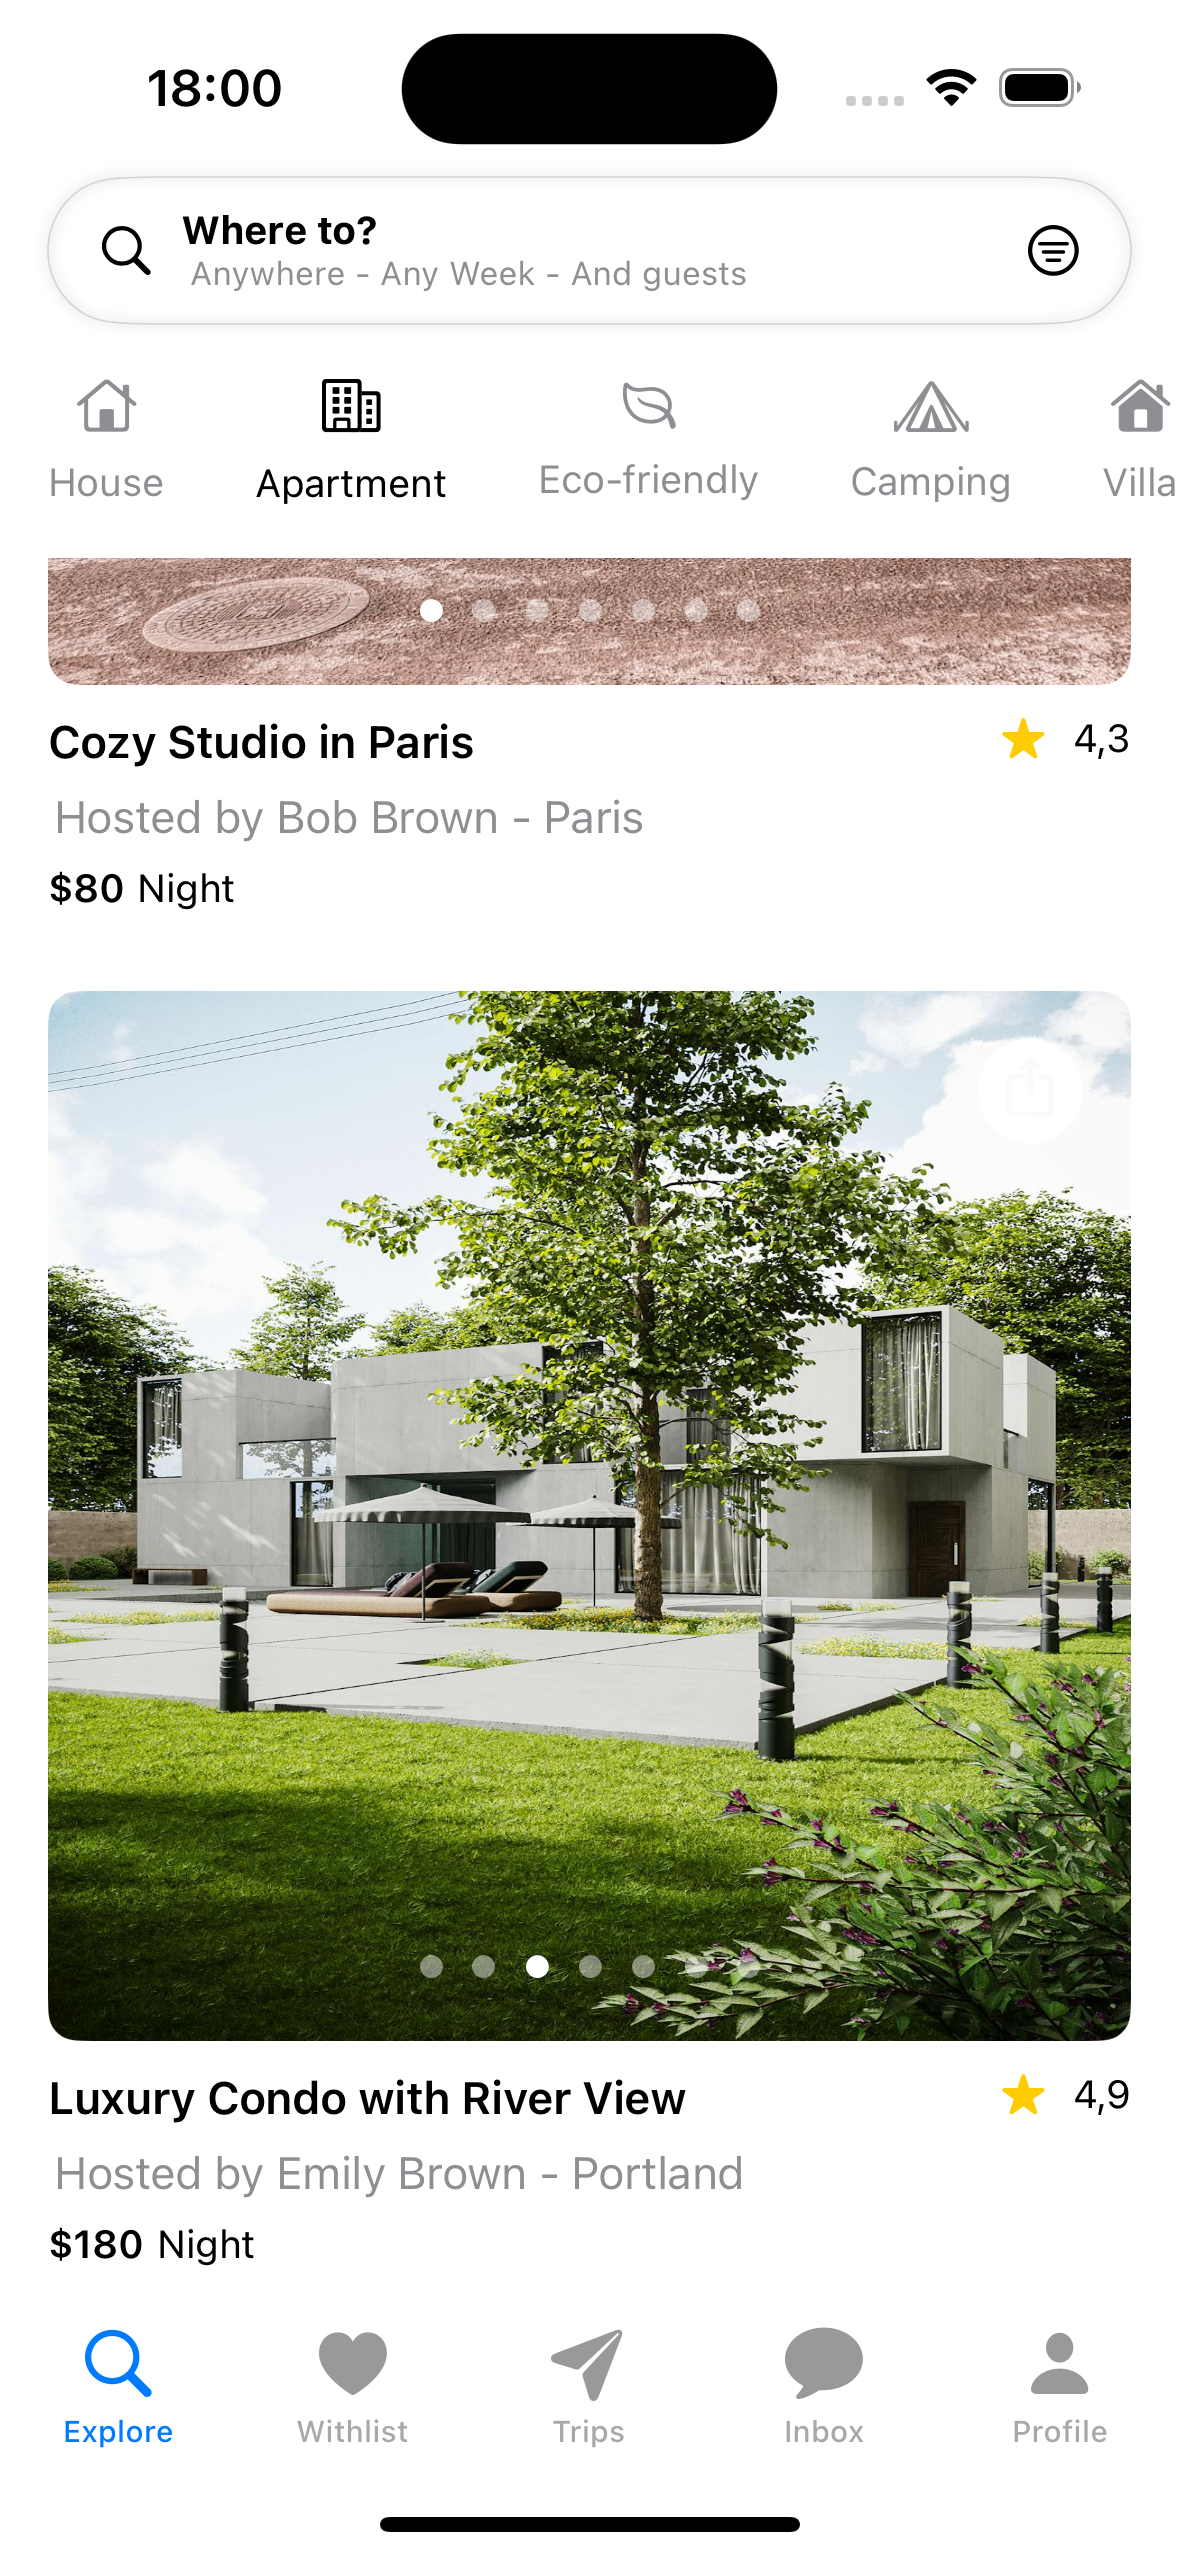 18:00
Where to?
Anywhere - Any Week - And guests
House Apartment Eco-friendly Camping Villa
Cozy Studio in Paris 4,3
Hosted by Bob Brown - Paris
$80 Night
Luxury Condo with River View 4,9
Hosted by Emily Brown - Portland
$180 Night
Explore Withlist Trips Inbox Profile